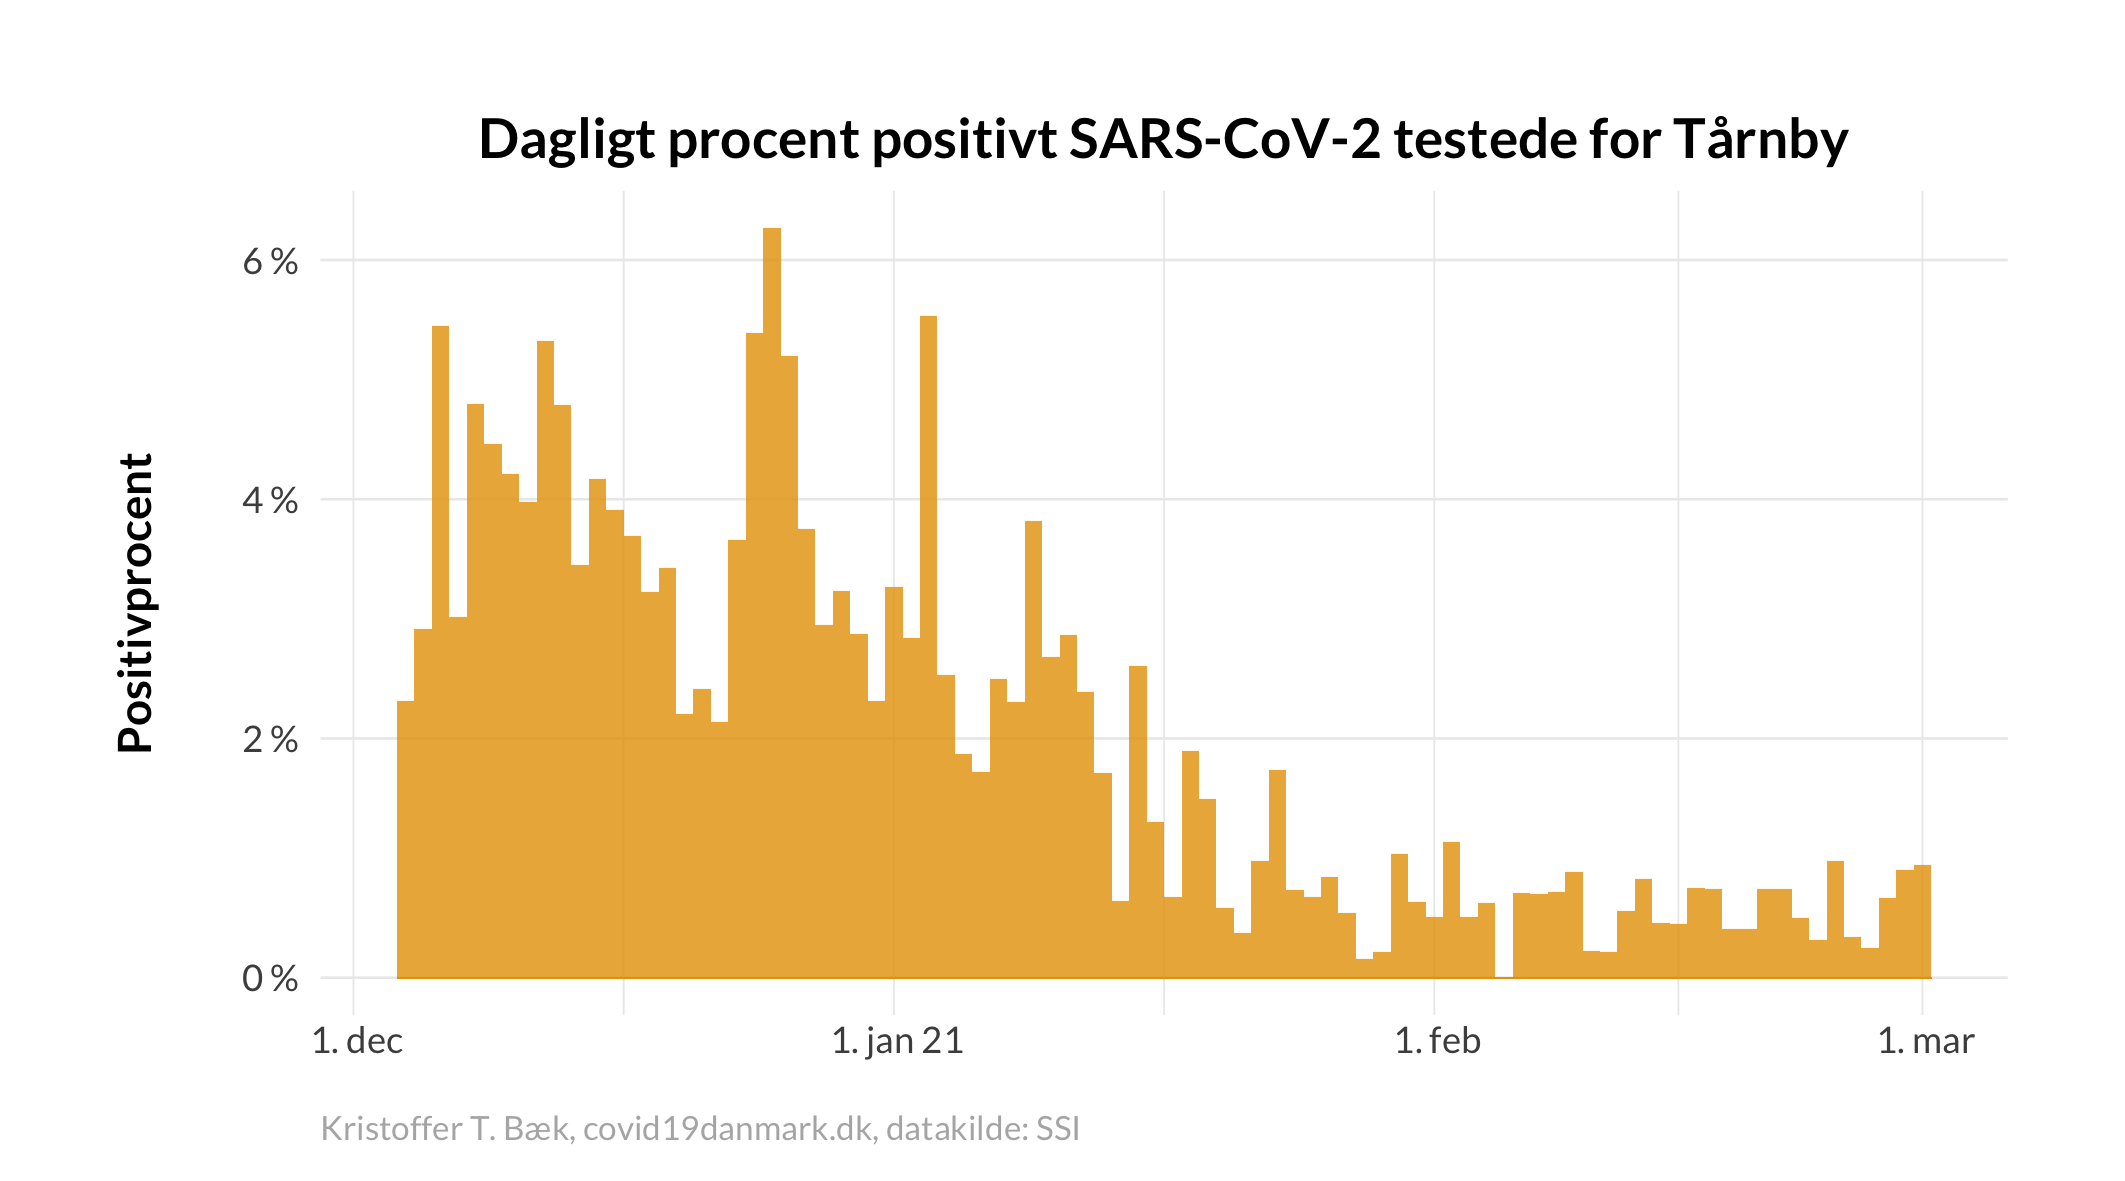 Dagligt procent positivt SARS-CoV-2 testede for Tårnby
Positivprocent
6 %
4 %
2 %
0 %
1. dec
1. jan 21
1. feb
1. mar
Kristoffer T. Bæk, covid19danmark.dk, datakilde: SSI